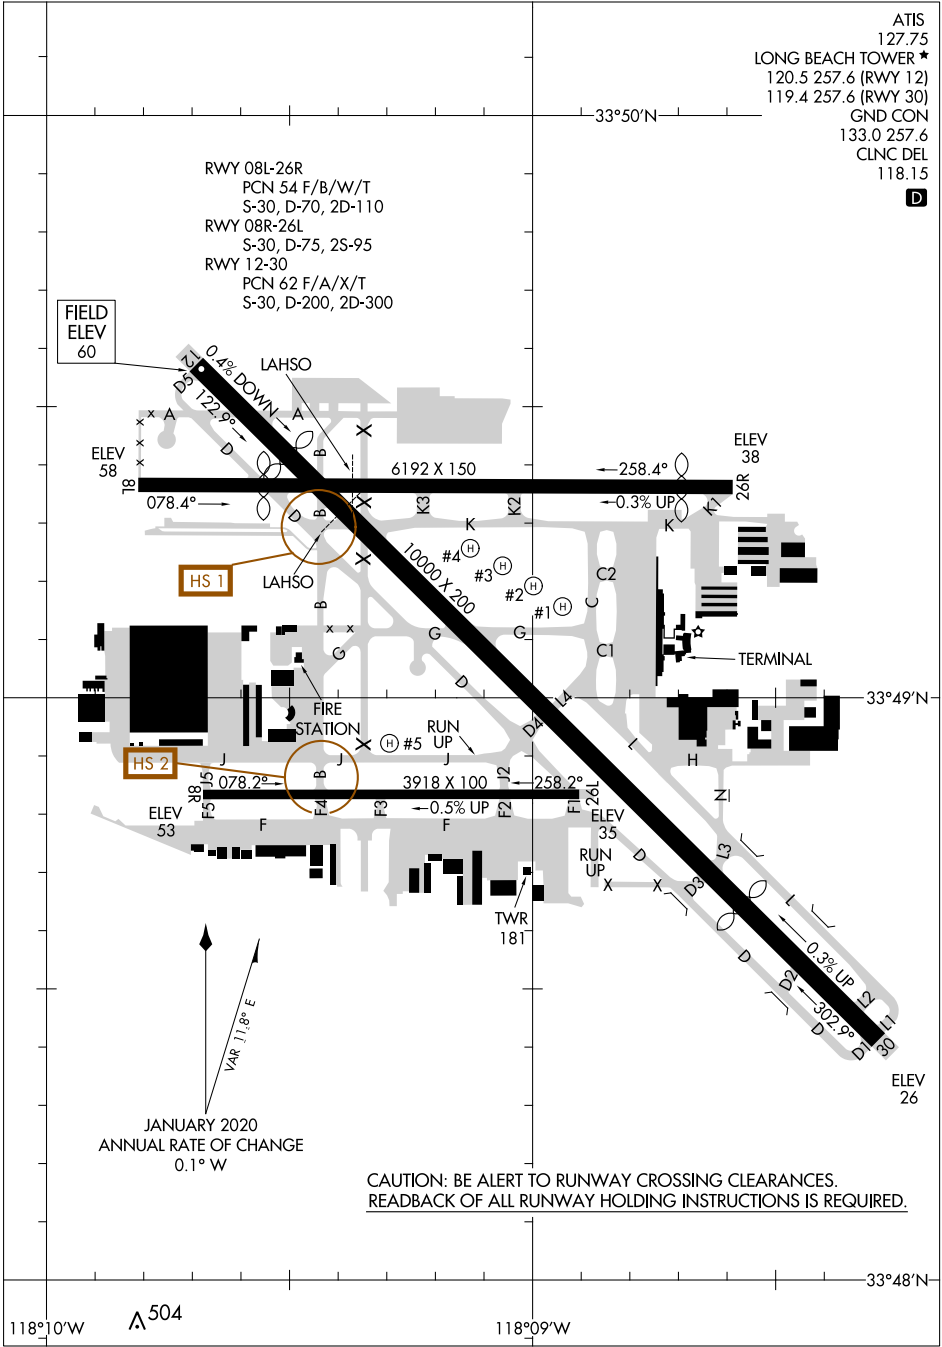 ATIS
127.75
LONG BEACH TOWER ★
120.5 257.6 (RWY 12)
119.4 257.6 (RWY 30)
GND CON
133.0 257.6
CLNC DEL
118.15
D
33°50'N
RWY 08L-26R
PCN 54 F/B/W/T
S-30, D-70, 2D-110
RWY 08R-26L
S-30, D-75, 2S-95
RWY 12-30
PCN 62 F/A/X/T
S-30, D-200, 2D-300
FIELD
ELEV
60
12
D5
0.4% DOWN
122.9°
LAHSO
A
A
B
D
X
ELEV
58
8L
078.4°
6192 X 150
258.4°
0.3% UP
ELEV
38
26R
K1
K3
K2
K
K
D
B
X
X
HS 1
LAHSO
10000 X 200
#4 H
#3 H
#2 H
#1 H
C2
C
C1
B
G
G
G
D
TERMINAL
FIRE
STATION
33°49'N
L4
D4
L
RUN
UP
X
H #5
HS 2
J
J
J
H
J5
B
J2
078.2°
3918 X 100
258.2°
0.5% UP
8R
26L
F5
F4
F3
F2
F1
ELEV
53
ELEV
35
F
F
N
RUN
UP
D
L3
X
X
D3
L
TWR
181
D
D2
0.3% UP
302.9°
D
L2
L1
D1
30
ELEV
26
VAR 11.8° E
JANUARY 2020
ANNUAL RATE OF CHANGE
0.1° W
CAUTION: BE ALERT TO RUNWAY CROSSING CLEARANCES.
READBACK OF ALL RUNWAY HOLDING INSTRUCTIONS IS REQUIRED.
33°48'N
504
118°10'W
118°09'W